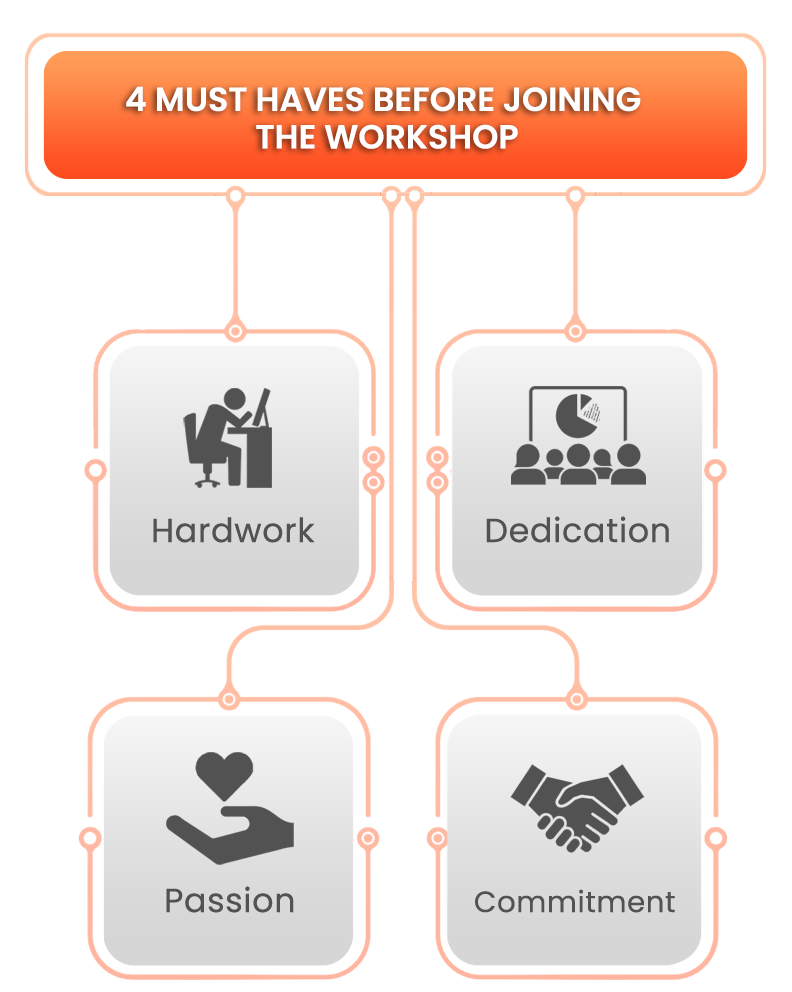 4 MUST HAVES BEFORE JOINING
THE WORKSHOP
Hardwork
Dedication
Passion
Commitment